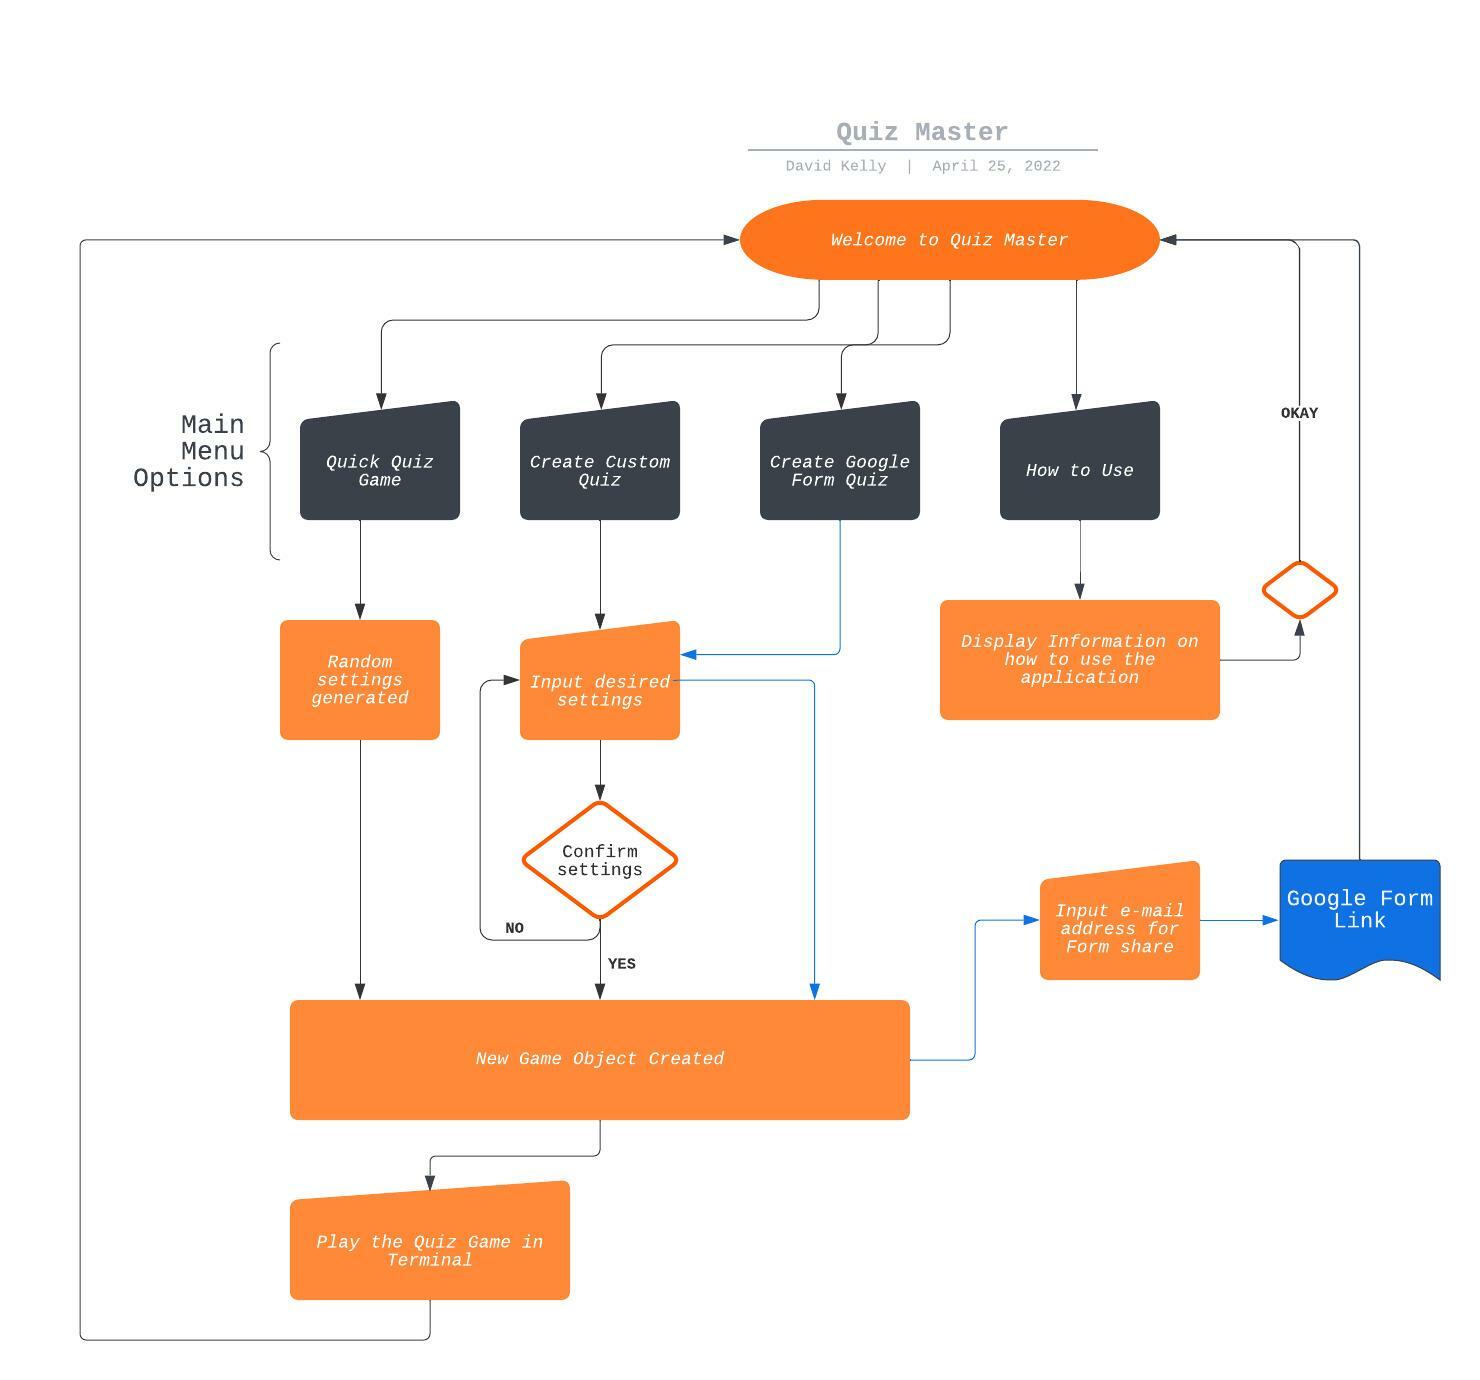 Quiz Master
David Kelly | April 25, 2022
Welcome to Quiz Master
Main
Menu
Options
Quick Quiz
Game
Create Custom
Quiz
Create Google
Form Quiz
How to Use
OKAY
Random
settings
generated
Input desired
settings
Display Information on
how to use the
application
Confirm
settings
NO
YES
Input e-mail
address for
Form share
Google Form
Link
New Game Object Created
Play the Quiz Game in
Terminal